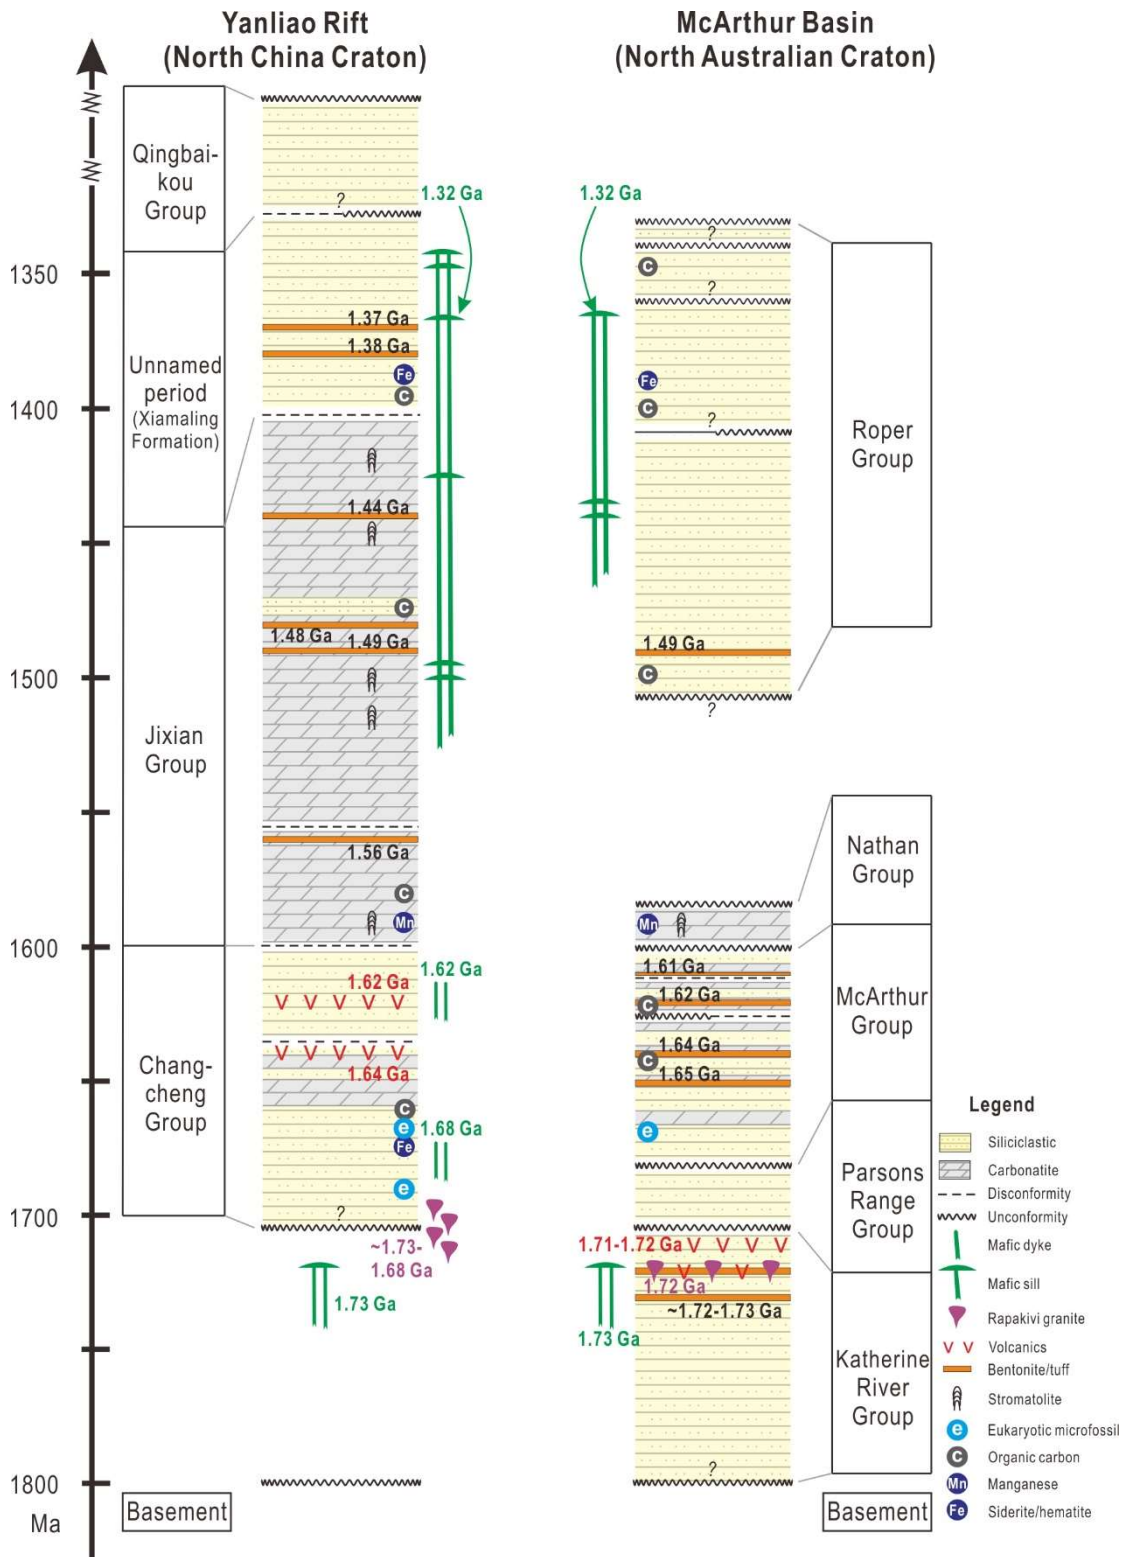 Yanliao Rift
(North China Craton)
McArthur Basin
(North Australian Craton)
Qingbai-
kou
Group
?
1.32 Ga
1.32 Ga
?
1350
C
?
1.37 Ga
1.38 Ga
Unnamed
period
(Xiamaling
Formation)
Fe
C
Fe
C
1400
?
Roper
Group
1.44 Ga
C
1.48 Ga
1.49 Ga
1.49 Ga
C
1500
?
Jixian
Group
1.56 Ga
Nathan
Group
C
Mn
Mn
1600
1.62 Ga
1.62 Ga
1.61 Ga
1.62 Ga
C
McArthur
Group
1.64 Ga
1.64 Ga
C
1.65 Ga
Chang-
cheng
Group
C
e
Fe
1.68 Ga
e
e
?
1700
~1.73-
1.68 Ga
1.73 Ga
Parsons
Range
Group
1.71-1.72 Ga
1.72 Ga
~1.72-1.73 Ga
1.73 Ga
Katherine
River
Group
?
1800
Ma
Basement
Basement
Legend
Siliciclastic
Carbonatite
Disconformity
Unconformity
Mafic dyke
Mafic sill
Rapakivi granite
V V Volcanics
Bentonite/tuff
Stromatolite
e Eukaryotic microfossil
C Organic carbon
Mn Manganese
Fe Siderite/hematite